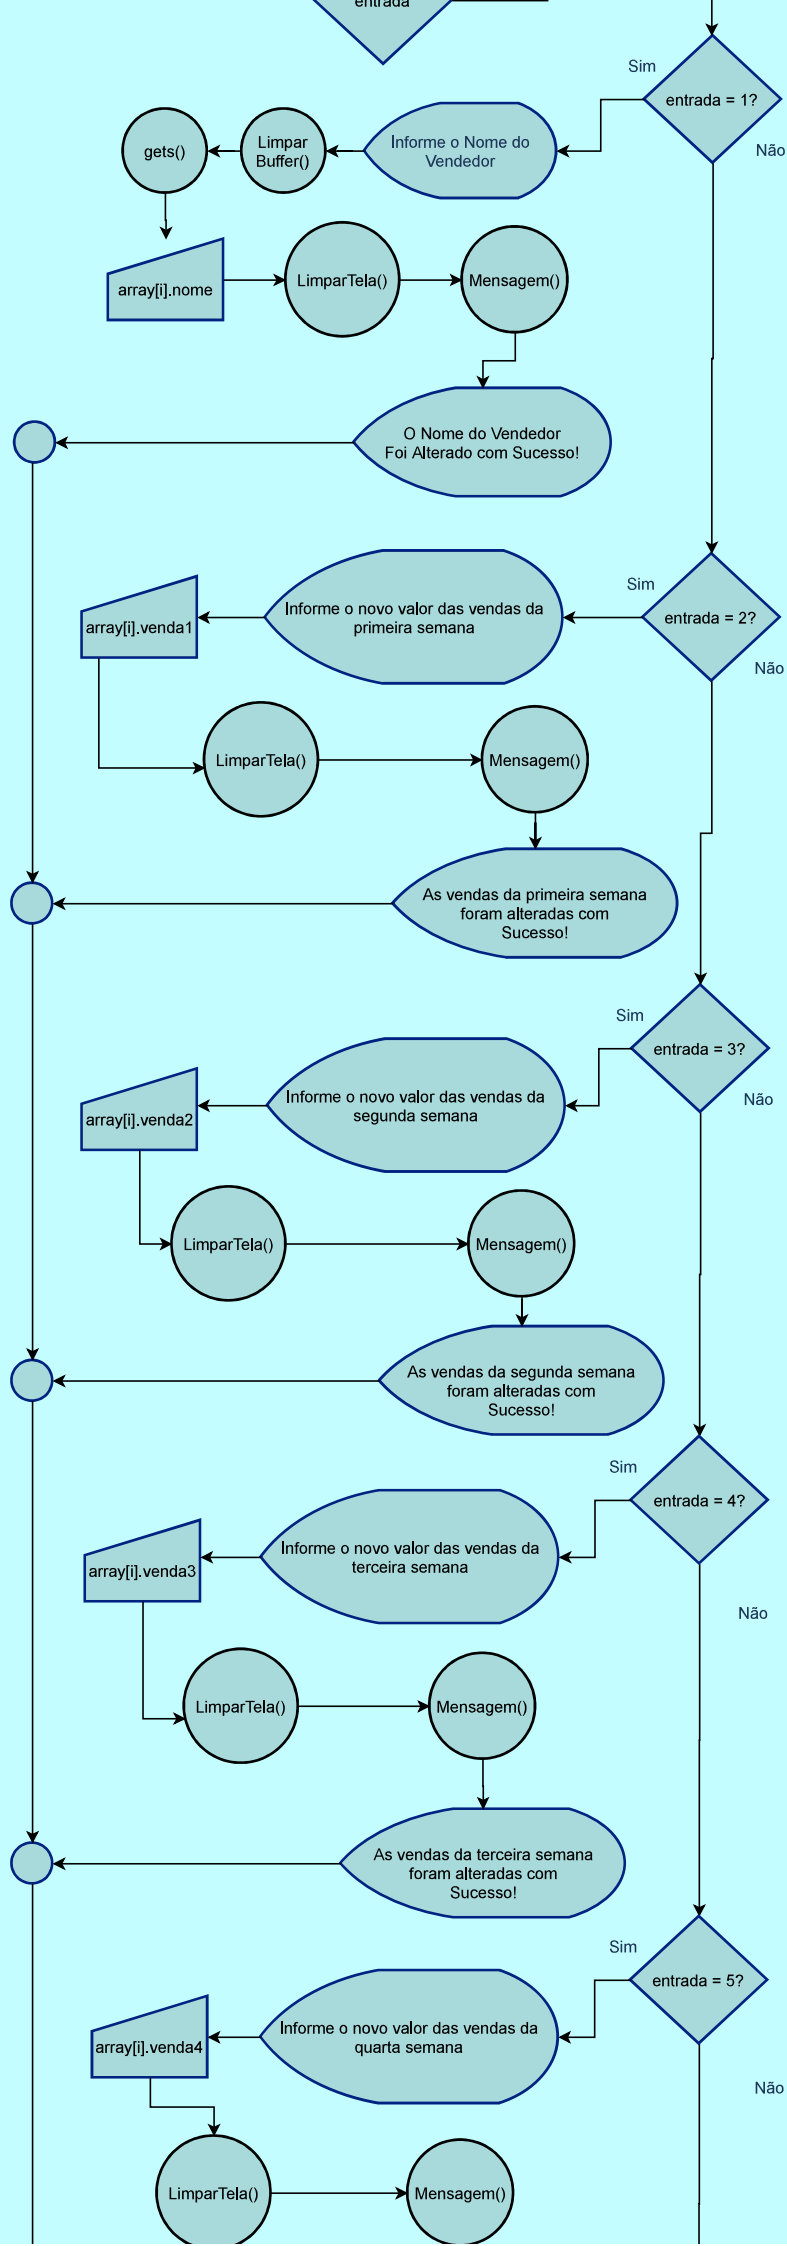 entrada
Sim
entrada = 1?
Não
Informe o Nome do
Vendedor
Limpar
Buffer()
gets()
array[i].nome
LimparTela()
Mensagem()
O Nome do Vendedor
Foi Alterado com Sucesso!
Sim
entrada = 2?
Não
Informe o novo valor das vendas da
primeira semana
array[i].venda1
LimparTela()
Mensagem()
As vendas da primeira semana
foram alteradas com
Sucesso!
Sim
entrada = 3?
Não
Informe o novo valor das vendas da
segunda semana
array[i].venda2
LimparTela()
Mensagem()
As vendas da segunda semana
foram alteradas com
Sucesso!
Sim
entrada = 4?
Não
Informe o novo valor das vendas da
terceira semana
array[i].venda3
LimparTela()
Mensagem()
As vendas da terceira semana
foram alteradas com
Sucesso!
Sim
entrada = 5?
Não
Informe o novo valor das vendas da
quarta semana
array[i].venda4
LimparTela()
Mensagem()